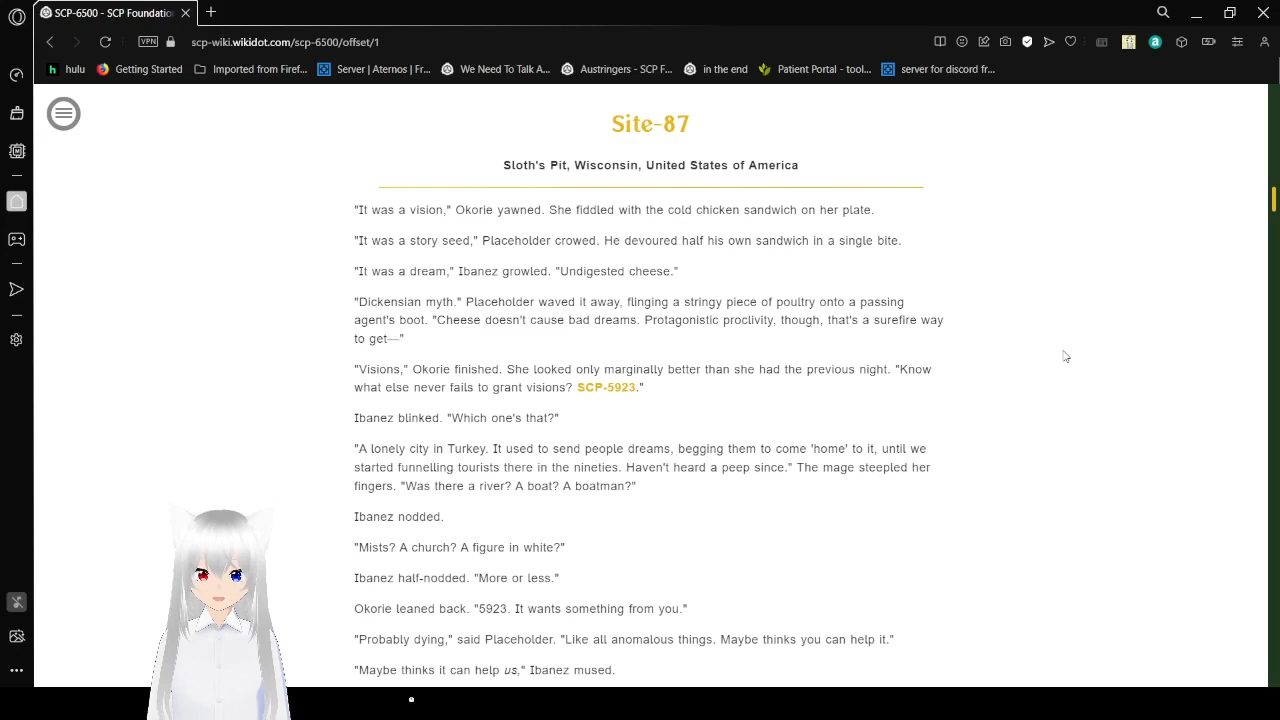 SCP-6500 - SCP Foundatio
scp-wiki.wikidot.com/scp-6500/offset/1
VPN
hulu
Getting Started
Imported from Firef...
Server | Aternos | Fr...
We Need To Talk A...
Austringers - SCP F...
in the end
Patient Portal - tool...
server for discord fr...
Site-87
Sloth's Pit, Wisconsin, United States of America
"It was a vision," Okorie yawned. She fiddled with the cold chicken sandwich on her plate.
"It was a story seed," Placeholder crowed. He devoured half his own sandwich in a single bite.
"It was a dream," Ibanez growled. "Undigested cheese."
"Dickensian myth." Placeholder waved it away, flinging a stringy piece of poultry onto a passing
agent's boot. "Cheese doesn't cause bad dreams. Protagonistic proclivity, though, that's a surefire way
to get—"
"Visions," Okorie finished. She looked only marginally better than she had the previous night. "Know
what else never fails to grant visions? SCP-5923."
Ibanez blinked. "Which one's that?"
"A lonely city in Turkey. It used to send people dreams, begging them to come 'home' to it, until we
started funnelling tourists there in the nineties. Haven't heard a peep since." The mage steepled her
fingers. "Was there a river? A boat? A boatman?"
Ibanez nodded.
"Mists? A church? A figure in white?"
Ibanez half-nodded. "More or less."
Okorie leaned back. "5923. It wants something from you."
"Probably dying," said Placeholder. "Like all anomalous things. Maybe thinks you can help it."
"Maybe thinks it can help us," Ibanez mused.